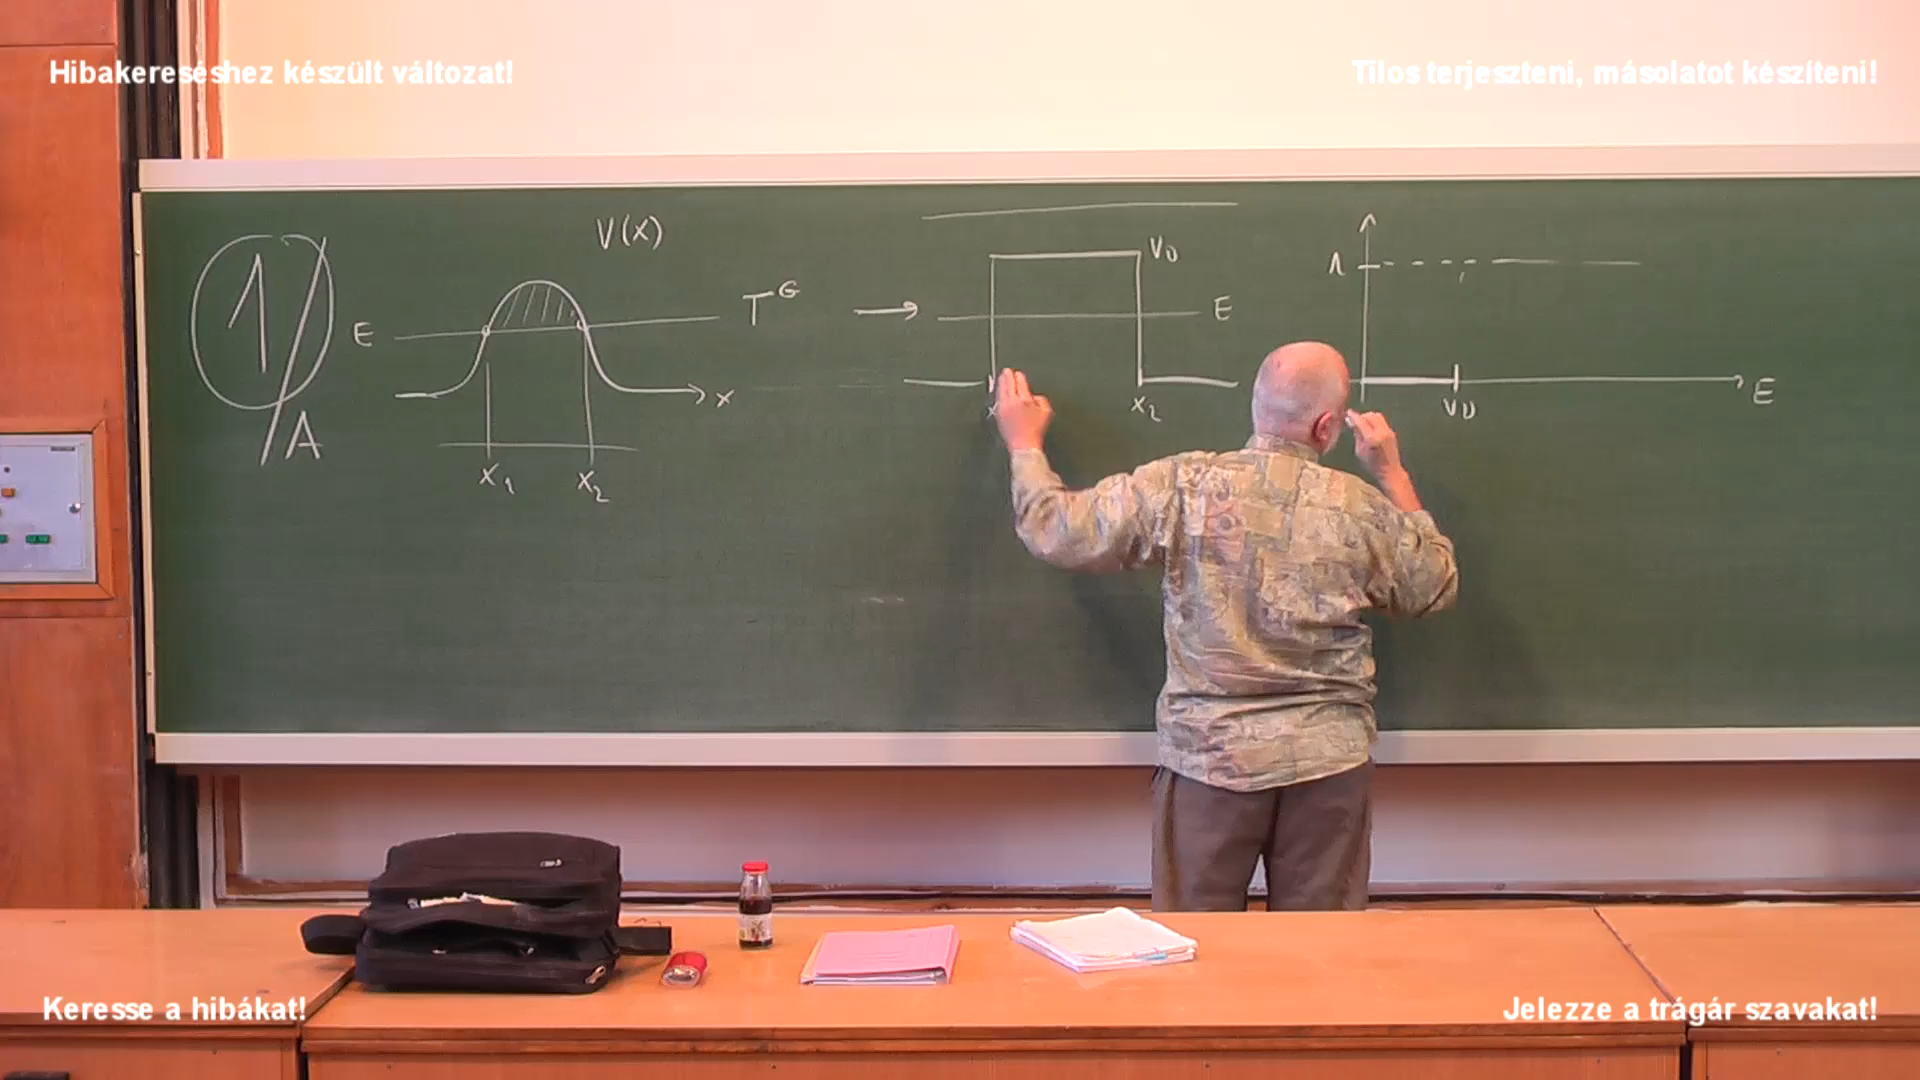 Hibakereséshez készült változat!
Tilos terjeszteni, másolatot készíteni!
1/A
V(x)
E
x
x₁
x₂
T^G
→
V₀
E
x
x₂
1
V₀
E
Keresse a hibákat!
Jelezze a trágár szavakat!